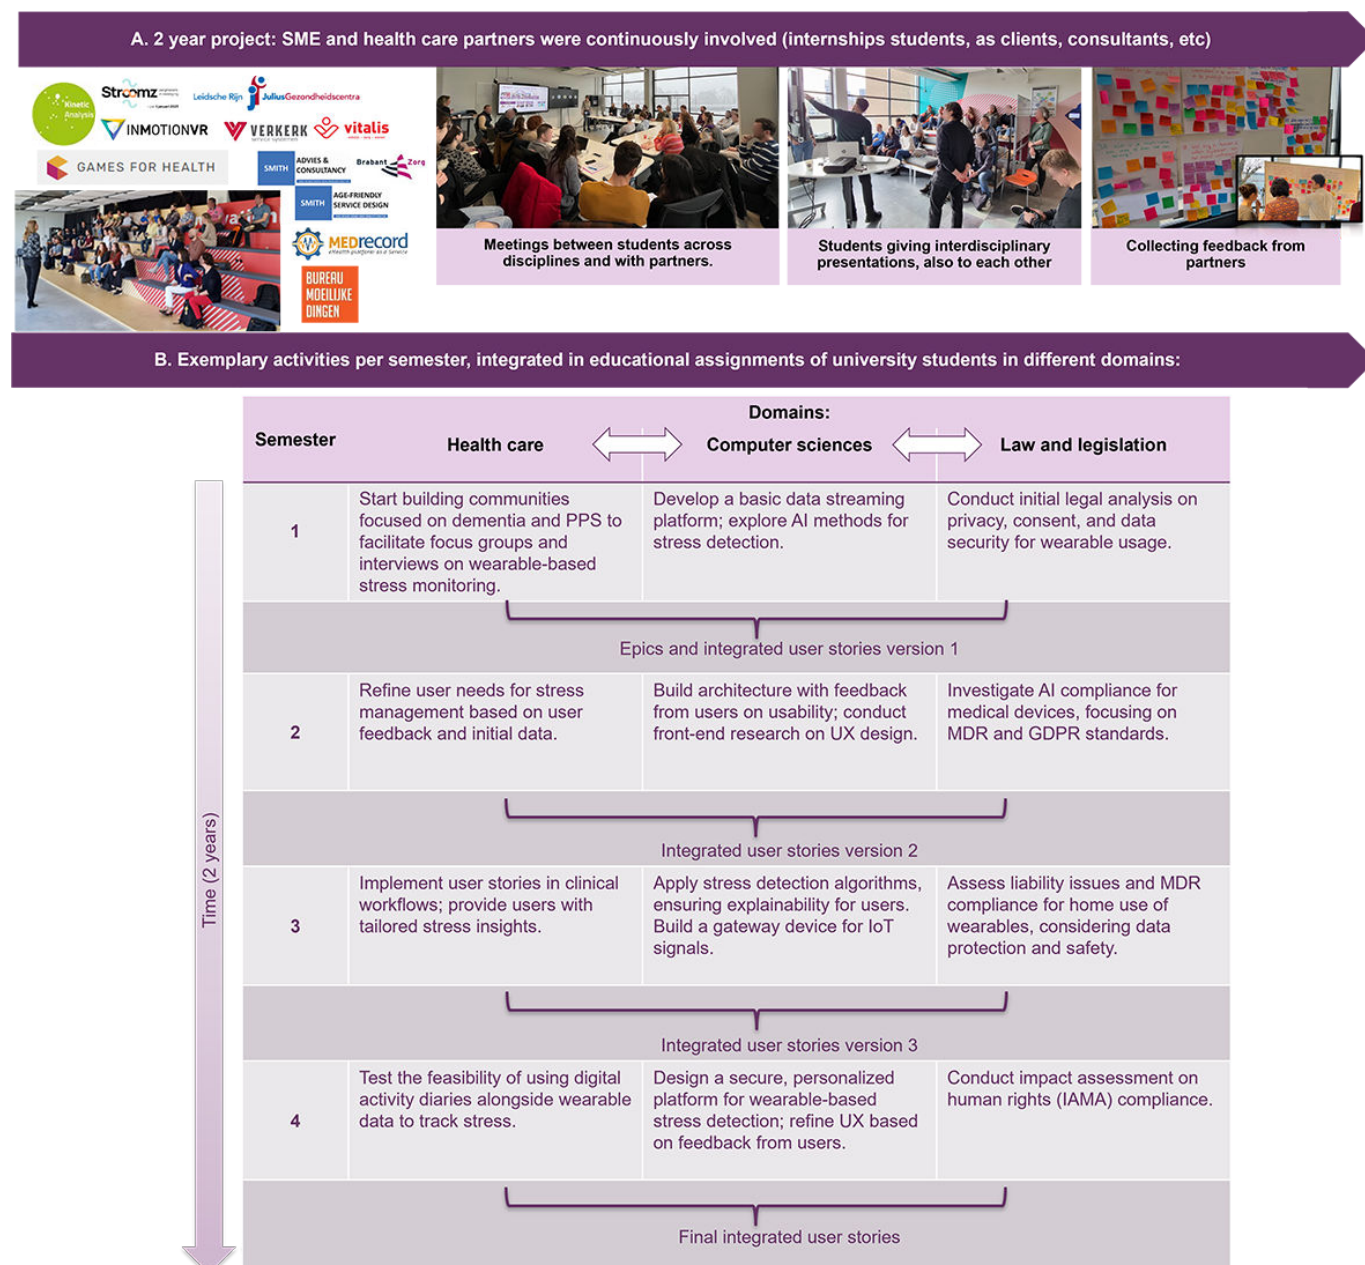 A. 2 year project: SME and health care partners were continuously involved (internships students, as clients, consultants, etc)
Kinetic
Analysis
Stroomz
Leidsche Rijn
JuliusGezondheidscentra
INMOTIONVR
VERKERK
vitalis
GAMES FOR HEALTH
SMITH
ADVIES &
CONSULTANCY
Brabant
Zorg
SMITH
AGE-FRIENDLY
SERVICE DESIGN
MEDrecord
BUREAU
MOEILIJKE
DINGEN
Meetings between students across
disciplines and with partners.
Students giving interdisciplinary
presentations, also to each other
Collecting feedback from
partners
B. Exemplary activities per semester, integrated in educational assignments of university students in different domains:
Domains:
Semester
Health care
Computer sciences
Law and legislation
Time (2 years)
1
Start building communities
focused on dementia and PPS to
facilitate focus groups and
interviews on wearable-based
stress monitoring.
Develop a basic data streaming
platform; explore AI methods for
stress detection.
Conduct initial legal analysis on
privacy, consent, and data
security for wearable usage.
Epics and integrated user stories version 1
2
Refine user needs for stress
management based on user
feedback and initial data.
Build architecture with feedback
from users on usability; conduct
front-end research on UX design.
Investigate AI compliance for
medical devices, focusing on
MDR and GDPR standards.
Integrated user stories version 2
3
Implement user stories in clinical
workflows; provide users with
tailored stress insights.
Apply stress detection algorithms,
ensuring explainability for users.
Build a gateway device for IoT
signals.
Assess liability issues and MDR
compliance for home use of
wearables, considering data
protection and safety.
Integrated user stories version 3
4
Test the feasibility of using digital
activity diaries alongside wearable
data to track stress.
Design a secure, personalized
platform for wearable-based
stress detection; refine UX based
on feedback from users.
Conduct impact assessment on
human rights (IAMA) compliance.
Final integrated user stories